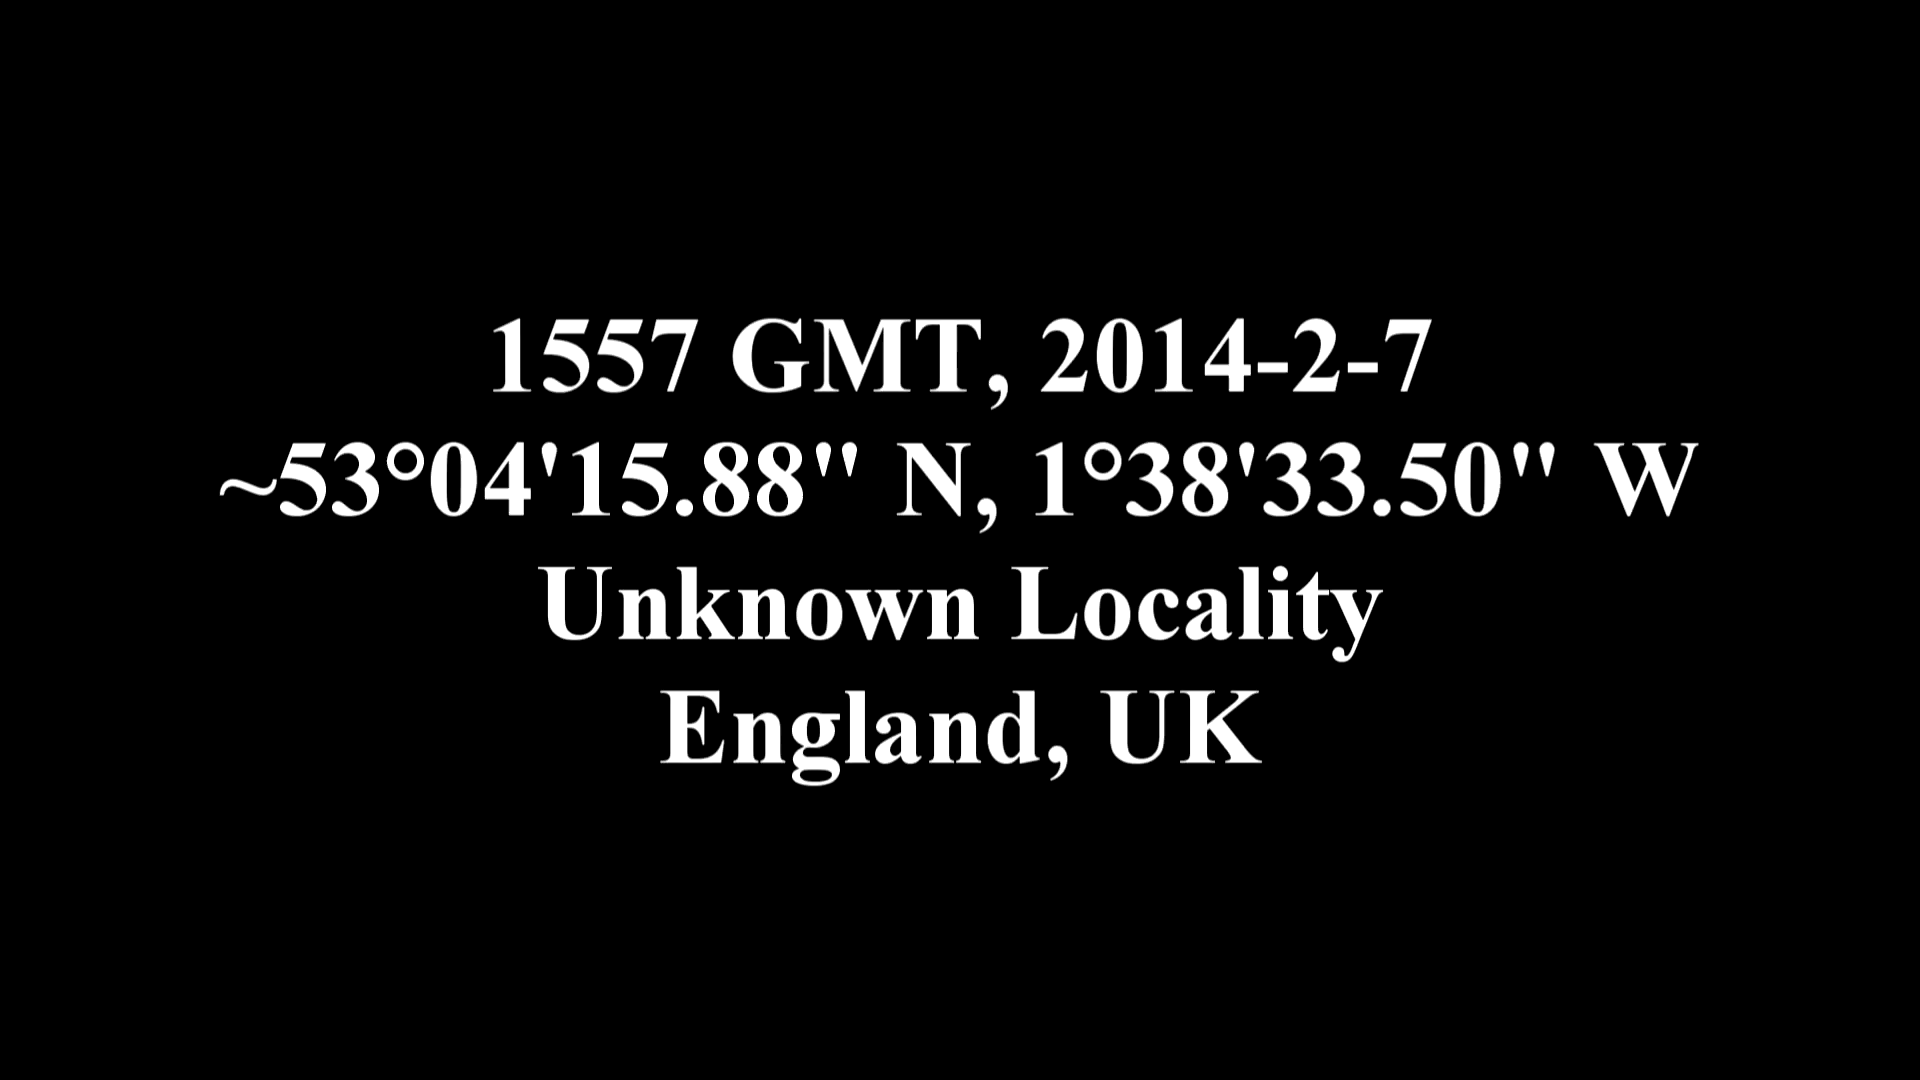 1557 GMT, 2014-2-7
~53°04'15.88" N, 1°38'33.50" W
Unknown Locality
England, UK